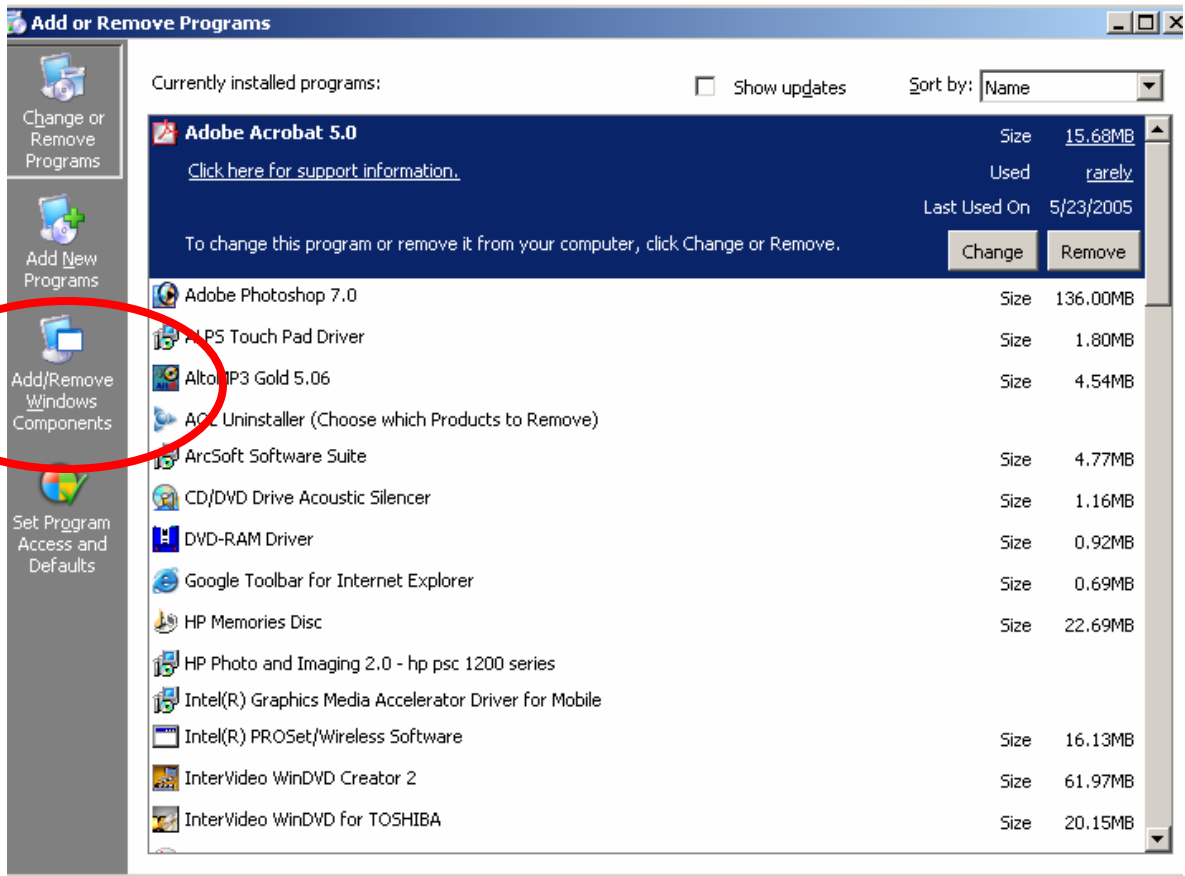 Add or Remove Programs
Change or
Remove
Programs
Add New
Programs
Add/Remove
Windows
Components
Set Program
Access and
Defaults
Currently installed programs:
Show updates
Sort by: Name
Adobe Acrobat 5.0 Size 15.68MB
Click here for support information. Used rarely
Last Used On 5/23/2005
To change this program or remove it from your computer, click Change or Remove. Change Remove
Adobe Photoshop 7.0 Size 136.00MB
ALPS Touch Pad Driver Size 1.80MB
AltoMP3 Gold 5.06 Size 4.54MB
AOL Uninstaller (Choose which Products to Remove)
ArcSoft Software Suite Size 4.77MB
CD/DVD Drive Acoustic Silencer Size 1.16MB
DVD-RAM Driver Size 0.92MB
Google Toolbar for Internet Explorer Size 0.69MB
HP Memories Disc Size 22.69MB
HP Photo and Imaging 2.0 - hp psc 1200 series
Intel(R) Graphics Media Accelerator Driver for Mobile
Intel(R) PROSet/Wireless Software Size 16.13MB
InterVideo WinDVD Creator 2 Size 61.97MB
InterVideo WinDVD for TOSHIBA Size 20.15MB